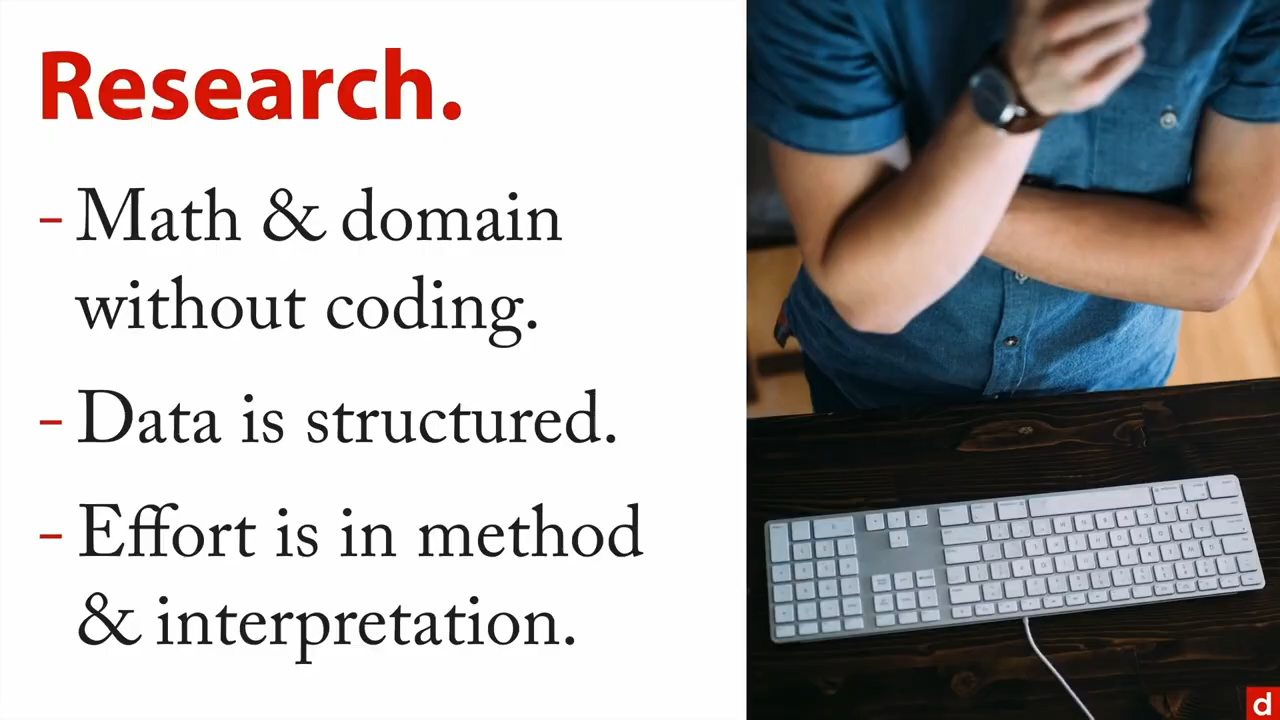 Research.
- Math & domain
without coding.
- Data is structured.
- Effort is in method
& interpretation.
d